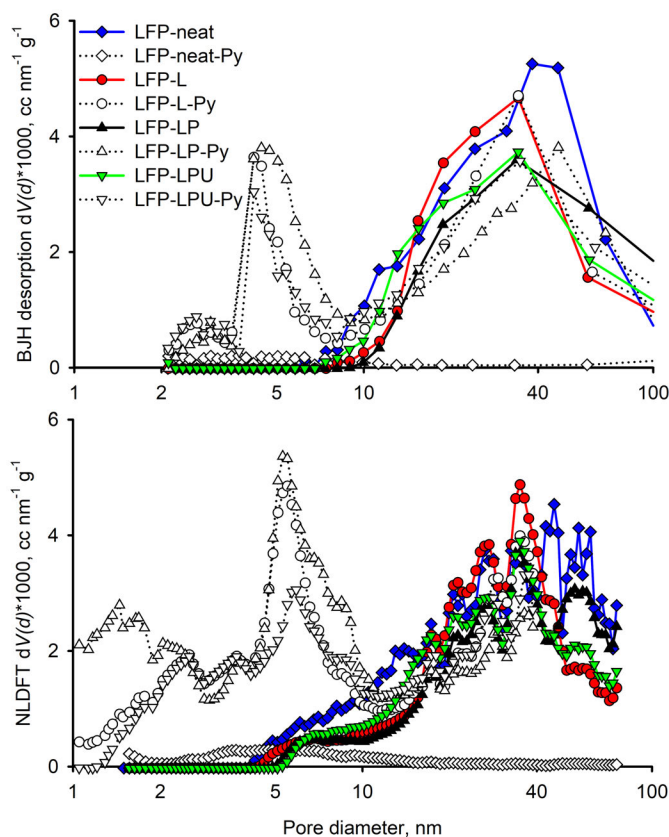 6
LFP-neat
LFP-neat-Py
LFP-L
LFP-L-Py
LFP-LP
LFP-LP-Py
LFP-LPU
LFP-LPU-Py
4
2
0
BJH desorption dV(d)*1000, cc nm⁻¹ g⁻¹
1 2 5 10 40 100
6
4
2
0
NLDFT dV(d)*1000, cc nm⁻¹ g⁻¹
1 2 5 10 40 100
Pore diameter, nm